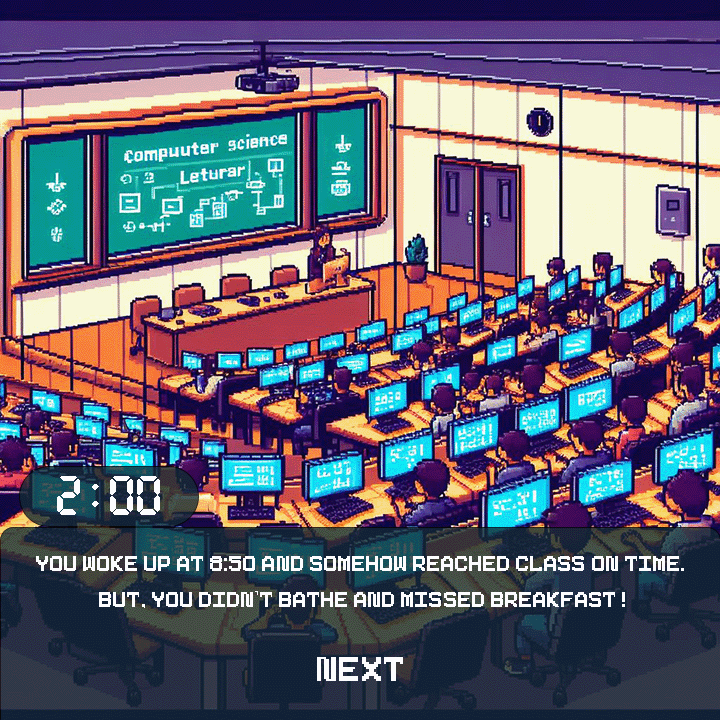 Compuuter science
Leturar
2:00
YOU WOKE UP AT 8:50 AND SOMEHOW REACHED CLASS ON TIME.
BUT, YOU DIDN'T BATHE AND MISSED BREAKFAST!
NEXT